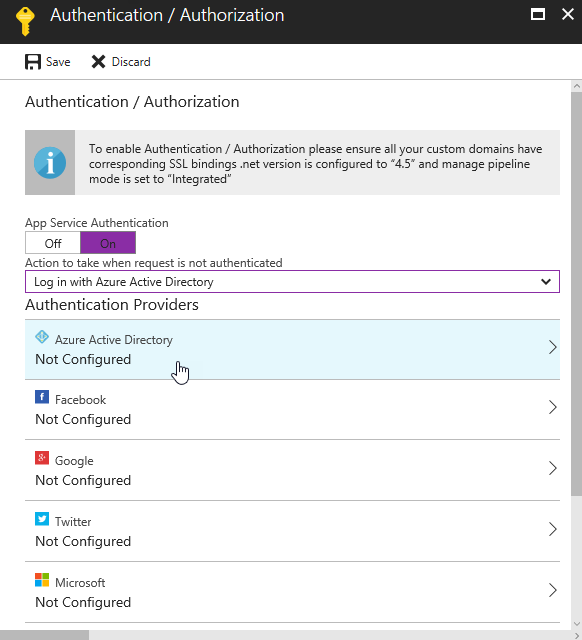 Authentication / Authorization
Save Discard
Authentication / Authorization
To enable Authentication / Authorization please ensure all your custom domains have
corresponding SSL bindings .net version is configured to “4.5” and manage pipeline
mode is set to “Integrated”
App Service Authentication
Off On
Action to take when request is not authenticated
Log in with Azure Active Directory
Authentication Providers
Azure Active Directory
Not Configured
Facebook
Not Configured
Google
Not Configured
Twitter
Not Configured
Microsoft
Not Configured